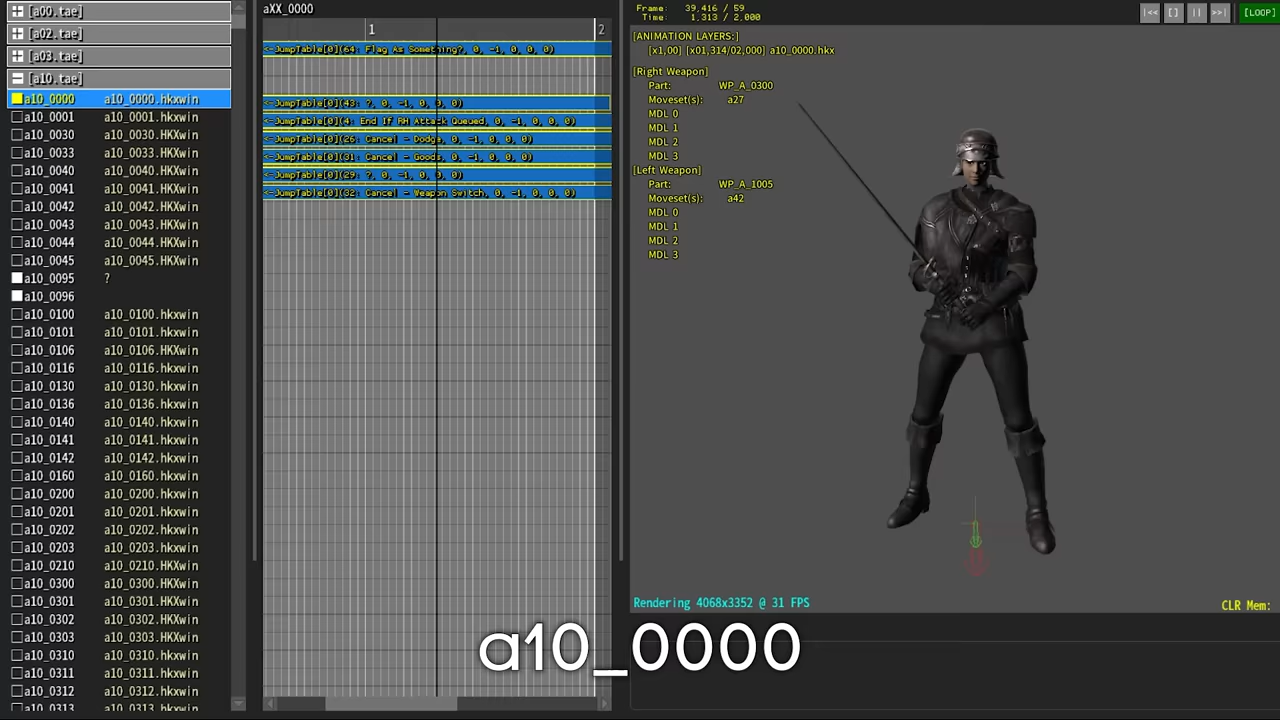 [a00.tae]
[a02.tae]
[a03.tae]
[a10.tae]
a10_0000 a10_0000.hkxwin
a10_0001 a10_0001.hkxwin
a10_0030 a10_0030.HKXwin
a10_0033 a10_0033.HKXwin
a10_0040 a10_0040.HKXwin
a10_0041 a10_0041.HKXwin
a10_0042 a10_0042.HKXwin
a10_0043 a10_0043.HKXwin
a10_0044 a10_0044.HKXwin
a10_0045 a10_0045.HKXwin
a10_0095 ?
a10_0096
a10_0100 a10_0100.hkxwin
a10_0101 a10_0101.hkxwin
a10_0106 a10_0106.HKXwin
a10_0116 a10_0116.HKXwin
a10_0130 a10_0130.HKXwin
a10_0136 a10_0136.HKXwin
a10_0140 a10_0140.HKXwin
a10_0141 a10_0141.HKXwin
a10_0142 a10_0142.HKXwin
a10_0160 a10_0160.HKXwin
a10_0200 a10_0200.HKXwin
a10_0201 a10_0201.HKXwin
a10_0202 a10_0202.HKXwin
a10_0203 a10_0203.HKXwin
a10_0210 a10_0210.HKXwin
a10_0300 a10_0300.HKXwin
a10_0301 a10_0301.HKXwin
a10_0302 a10_0302.HKXwin
a10_0303 a10_0303.HKXwin
a10_0310 a10_0310.HKXwin
a10_0311 a10_0311.HKXwin
a10_0312 a10_0312.HKXwin
a10_0313 a10_0313.HKXwin
aXX_0000
1 2
<-JumpTable[0](64: Flag As Something?, 0, -1, 0, 0, 0)
<-JumpTable[0](43: ?, 0, -1, 0, 0, 0)
<-JumpTable[0](4: End If RH Attack Queued, 0, -1, 0, 0, 0)
<-JumpTable[0](26: Cancel - Dodge, 0, -1, 0, 0, 0)
<-JumpTable[0](31: Cancel - Goods, 0, -1, 0, 0, 0)
<-JumpTable[0](29: ?, 0, -1, 0, 0, 0)
<-JumpTable[0](32: Cancel - Weapon Switch, 0, -1, 0, 0, 0)
Frame: 39,416 / 59
Time: 1,313 / 2,000
|<< [] || >>| [LOOP]
[ANIMATION LAYERS:]
[x1,00] [x01,314/02,000] a10_0000.hkx
[Right Weapon]
Part: WP_A_0300
Moveset(s): a27
MDL 0
MDL 1
MDL 2
MDL 3
[Left Weapon]
Part: WP_A_1005
Moveset(s): a42
MDL 0
MDL 1
MDL 2
MDL 3
Rendering 4068x3352 @ 31 FPS
CLR Mem:
a10_0000